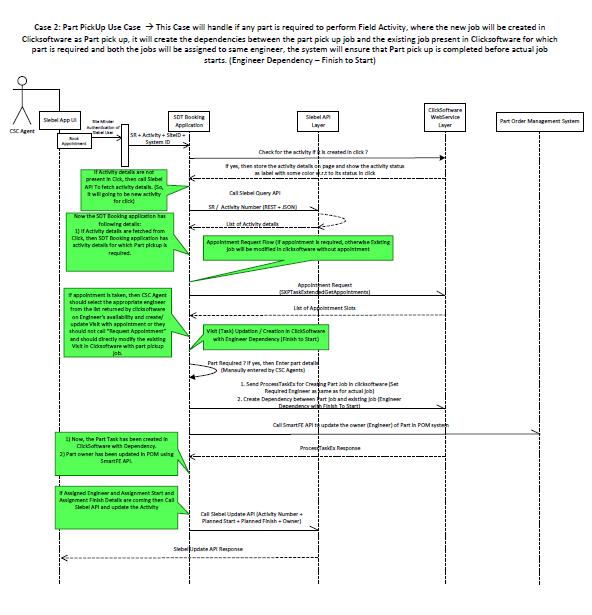 Case 2: Part PickUp Use Case → This Case will handle if any part is required to perform Field Activity, where the new job will be created in
Clicksoftware as Part pick up, it will create the dependencies between the part pick up job and the existing job present in Clicksoftware for which
part is required and both the jobs will be assigned to same engineer, the system will ensure that Part pick up is completed before actual job
starts. (Engineer Dependency – Finish to Start)
CSC Agent
Siebel App UI
SDT Booking
Application
Siebel API
Layer
ClickSoftware
WebService
Layer
Part Order Management System
Site Minder
Authentication of
Siebel User
Book
Appointment
SR + Activity + SiteID +
System ID
Check for the activity if it is created in click ?
If yes, then store the activity details on page and show the activity status
as label with some color w.r.t to its status in click
If Activity details are not
present in Click, then call Siebel
API To fetch activity details. (So,
it will going to be new activity
for click)
Call Siebel Query API
SR / Activity Number (REST + JSON)
List of Activity details
Now the SDT Booking application has
following details:
1) If Activity details are fetched from
Click, then SDT Booking application has
activity details for which Part pickup is
required.
Appointment Request Flow (if appointment is required, otherwise Existing
job will be modified in clicksoftware without appointment
Appointment Request
(SXPTaskExtendedGetAppointments)
List of Appointment Slots
If appointment is taken, then CSC Agent
should select the appropriate engineer
from the list returned by clicksoftware
on Engineer's availability and create/
update Visit with appointment or they
should not call "Request Appointment"
and should directly modify the existing
Visit in Clicksoftware with part pickup
job.
Visit (Task) Updation / Creation in ClickSoftware
with Engineer Dependency (Finish to Start)
Part Required ? If yes, then Enter part details
(Manually entered by CSC Agents)
1. Send ProcessTaskEx for Creating Part Job in clicksoftware (Set
Required Engineer as same as for actual job)
2. Create Dependency between Part Job and existing job (Engineer
Dependency with Finish To Start)
Call SmartFE API to update the owner (Engineer) of Part in POM system
1) Now, the Part Task has been created in
ClickSoftware with Dependency.
2) Part owner has been updated in POM using
SmartFE API.
ProcessTaskEx Response
If Assigned Engineer and Assignment Start and
Assignment Finish Details are coming then Call
Siebel API and update the Activity
Call Siebel Update API (Activity Number +
Planned Start + Planned Finish + Owner)
Siebel Update API Response